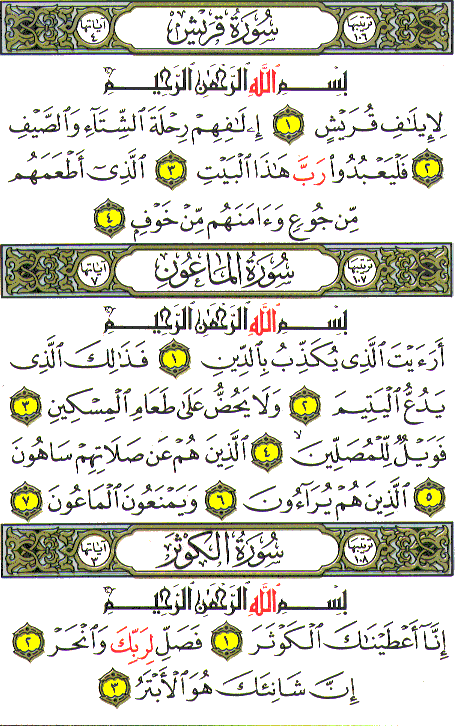 ترتيبها ١٠٦ سُورَةُ قُرَيْشٍ آياتها ٤
بِسْمِ ٱللَّهِ ٱلرَّحْمَٰنِ ٱلرَّحِيمِ
لِإِيلَٰفِ قُرَيْشٍ ١ إِۦلَٰفِهِمْ رِحْلَةَ ٱلشِّتَآءِ وَٱلصَّيْفِ
٢ فَلْيَعْبُدُوا۟ رَبَّ هَٰذَا ٱلْبَيْتِ ٣ ٱلَّذِىٓ أَطْعَمَهُم
مِّن جُوعٍ وَءَامَنَهُم مِّنْ خَوْفٍۭ ٤
ترتيبها ١٠٧ سُورَةُ المَاعُونِ آياتها ٧
بِسْمِ ٱللَّهِ ٱلرَّحْمَٰنِ ٱلرَّحِيمِ
أَرَءَيْتَ ٱلَّذِى يُكَذِّبُ بِٱلدِّينِ ١ فَذَٰلِكَ ٱلَّذِى
يَدُعُّ ٱلْيَتِيمَ ٢ وَلَا يَحُضُّ عَلَىٰ طَعَامِ ٱلْمِسْكِينِ ٣
فَوَيْلٌ لِّلْمُصَلِّينَ ٤ ٱلَّذِينَ هُمْ عَن صَلَاتِهِمْ سَاهُونَ
٥ ٱلَّذِينَ هُمْ يُرَآءُونَ ٦ وَيَمْنَعُونَ ٱلْمَاعُونَ ٧
ترتيبها ١٠٨ سُورَةُ الكَوْثَرِ آياتها ٣
بِسْمِ ٱللَّهِ ٱلرَّحْمَٰنِ ٱلرَّحِيمِ
إِنَّآ أَعْطَيْنَٰكَ ٱلْكَوْثَرَ ١ فَصَلِّ لِرَبِّكَ وَٱنْحَرْ ٢
إِنَّ شَانِئَكَ هُوَ ٱلْأَبْتَرُ ٣